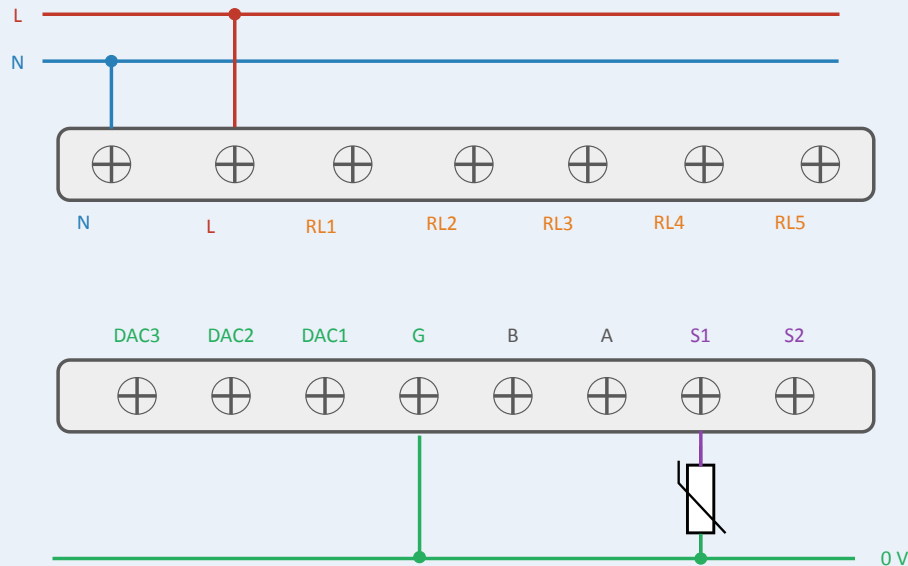 L
N
N L RL1 RL2 RL3 RL4 RL5
DAC3 DAC2 DAC1 G B A S1 S2
0 V